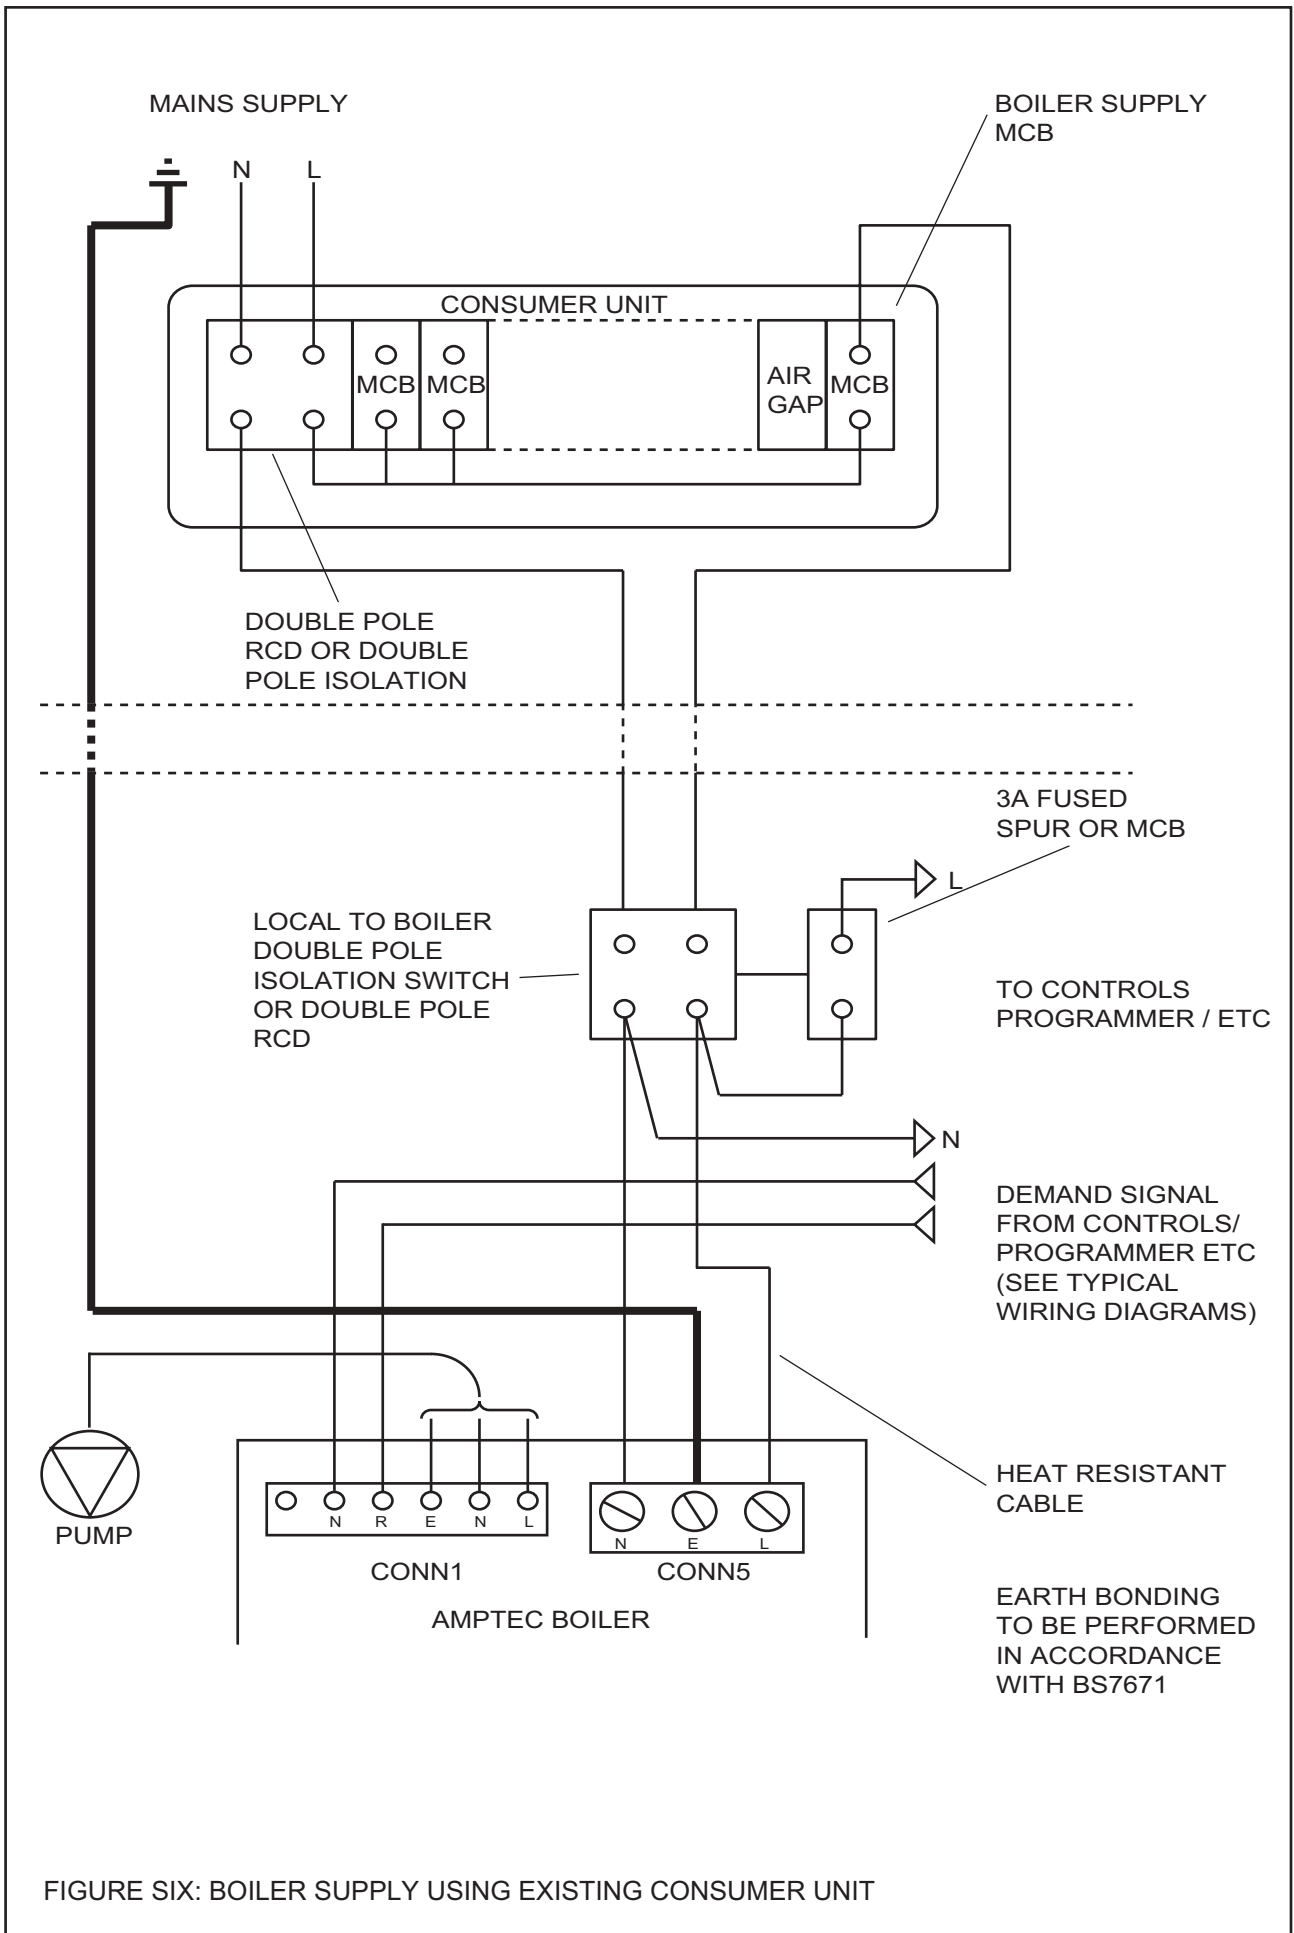 MAINS SUPPLY
BOILER SUPPLY
MCB
N
L
CONSUMER UNIT
MCB
MCB
AIR
GAP
MCB
DOUBLE POLE
RCD OR DOUBLE
POLE ISOLATION
3A FUSED
SPUR OR MCB
L
LOCAL TO BOILER
DOUBLE POLE
ISOLATION SWITCH
OR DOUBLE POLE
RCD
TO CONTROLS
PROGRAMMER / ETC
N
DEMAND SIGNAL
FROM CONTROLS/
PROGRAMMER ETC
(SEE TYPICAL
WIRING DIAGRAMS)
HEAT RESISTANT
CABLE
PUMP
N R E N L
N E L
CONN1
CONN5
AMPTEC BOILER
EARTH BONDING
TO BE PERFORMED
IN ACCORDANCE
WITH BS7671
FIGURE SIX: BOILER SUPPLY USING EXISTING CONSUMER UNIT